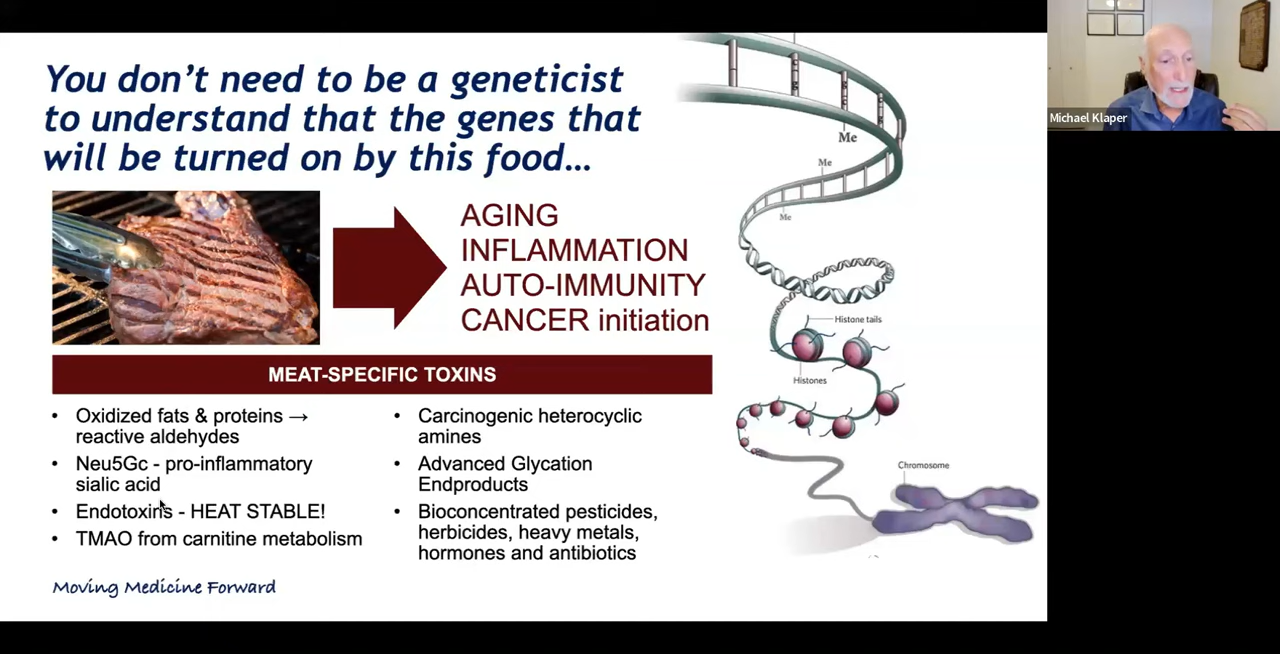 You don't need to be a geneticist
to understand that the genes that
will be turned on by this food...
AGING
INFLAMMATION
AUTO-IMMUNITY
CANCER initiation
MEAT-SPECIFIC TOXINS
• Oxidized fats & proteins →
reactive aldehydes
• Neu5Gc - pro-inflammatory
sialic acid
• Endotoxins - HEAT STABLE!
• TMAO from carnitine metabolism
• Carcinogenic heterocyclic
amines
• Advanced Glycation
Endproducts
• Bioconcentrated pesticides,
herbicides, heavy metals,
hormones and antibiotics
Moving Medicine Forward
Me
Me
Me
Histone tails
Histones
Chromosome
Michael Klaper